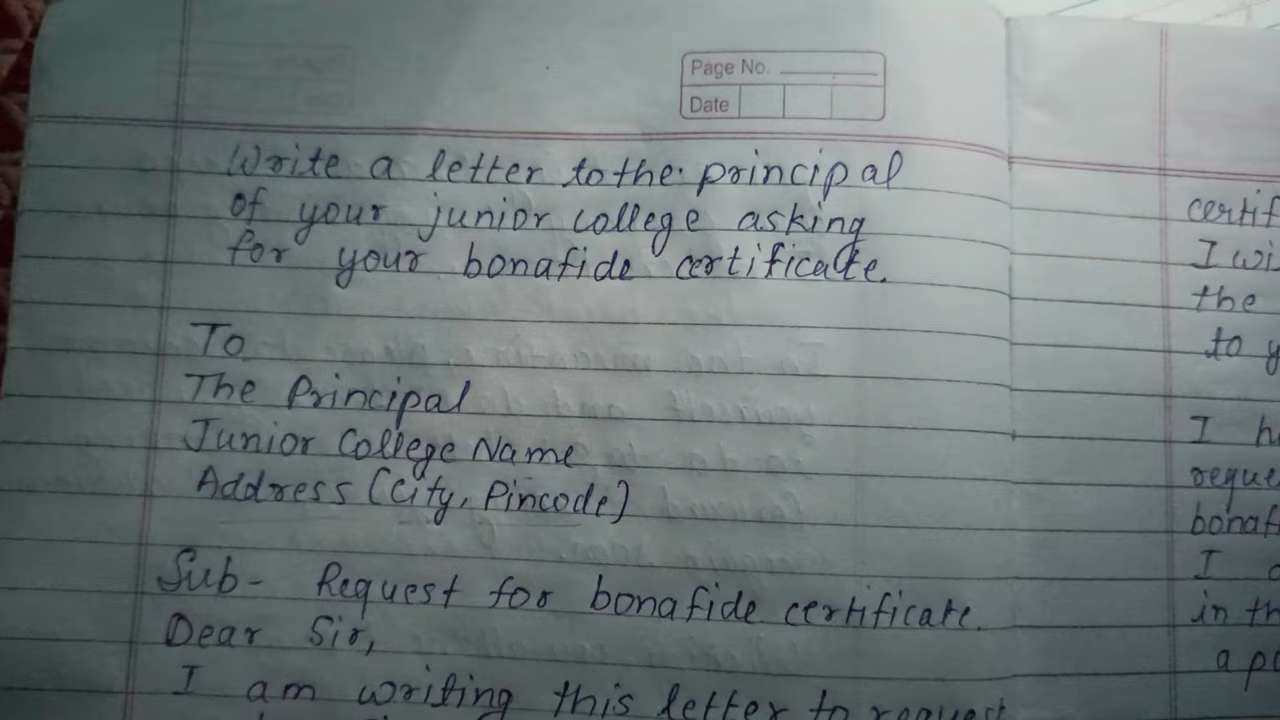 Page No.
Date
Write a letter to the principal
of your junior college asking
for your bonafide certificate.
To
The Principal
Junior College Name
Address (City, Pincode)
Sub- Request for bonafide certificate.
Dear Sir,
I am writing this letter to request
certif
I wi
the
to y
I h
reque
bonaf
I
in th
a pp